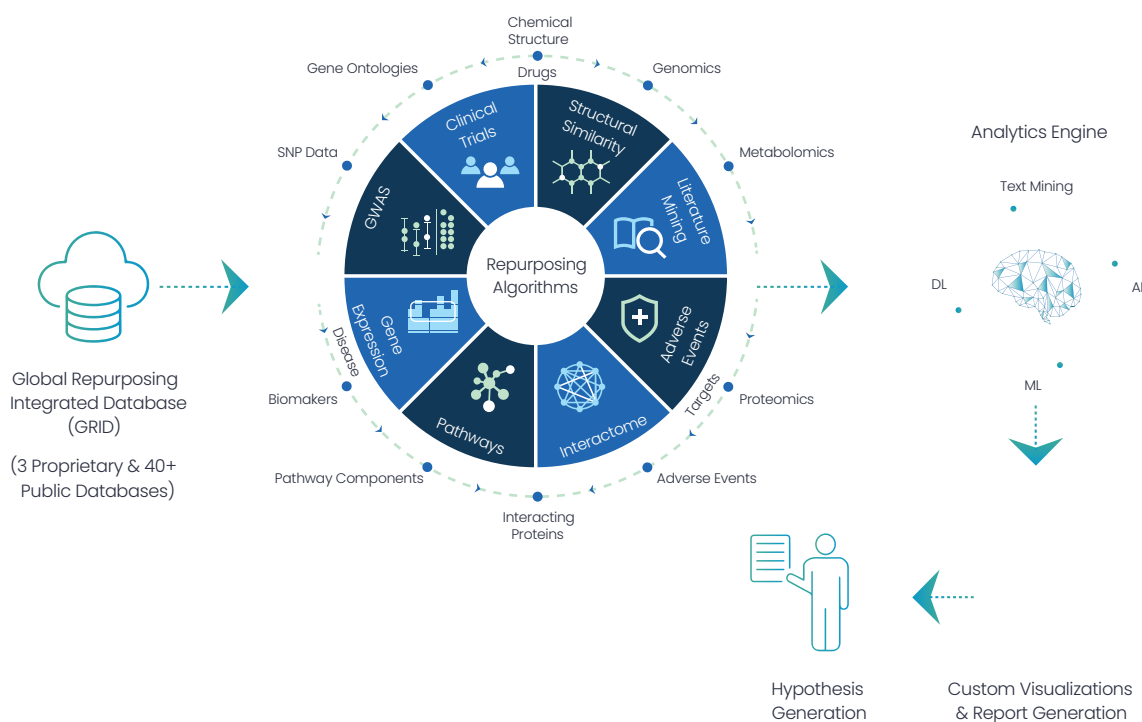 Chemical
Structure
Gene Ontologies
Drugs
Genomics
SNP Data
Metabolomics
Clinical
Trials
Structural
Similarity
GWAS
Literature
Mining
Repurposing
Algorithms
Gene
Expression
Adverse
Events
Pathways
Interactome
Disease
Targets
Biomakers
Proteomics
Pathway Components
Adverse Events
Interacting
Proteins
Global Repurposing
Integrated Database
(GRID)
(3 Proprietary & 40+
Public Databases)
Analytics Engine
Text Mining
DL
ML
Hypothesis
Generation
Custom Visualizations
& Report Generation